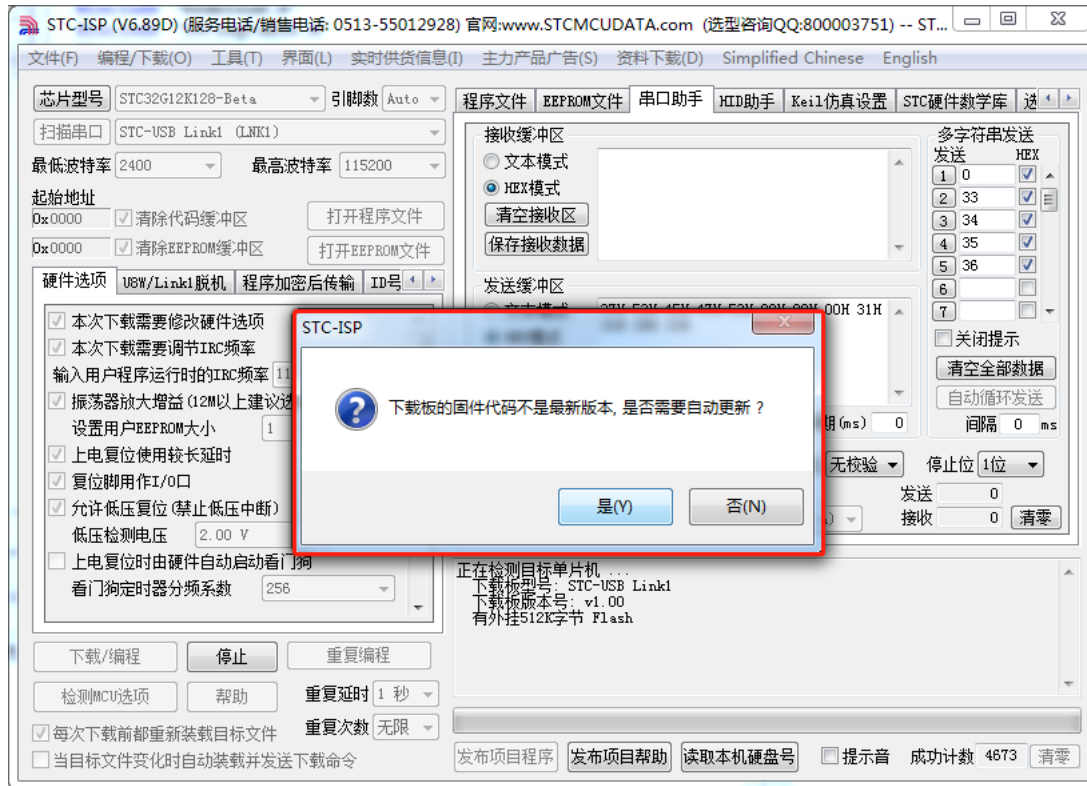 STC-ISP (V6.89D) (服务电话/销售电话: 0513-55012928) 官网:www.STCMCUDATA.com (选型咨询QQ:800003751) -- ST...
文件(F) 编程/下载(O) 工具(T) 界面(L) 实时供货信息(I) 主力产品广告(S) 资料下载(D) Simplified Chinese English
芯片型号 STC32G12K128-Beta 引脚数 Auto
扫描串口 STC-USB Link1 (LNK1)
最低波特率 2400 最高波特率 115200
起始地址
0x0000 清除代码缓冲区 打开程序文件
0x0000 清除EEPROM缓冲区 打开EEPROM文件
硬件选项 U8W/Link1脱机 程序加密后传输 ID号
本次下载需要修改硬件选项
本次下载需要调节IRC频率
输入用户程序运行时的IRC频率 11
振荡器放大增益(12M以上建议选
设置用户EEPROM大小 1
上电复位使用较长延时
复位脚用作I/O口
允许低压复位(禁止低压中断)
低压检测电压 2.00 V
上电复位时由硬件自动启动看门狗
看门狗定时器分频系数 256
下载/编程 停止 重复编程
检测MCU选项 帮助 重复延时 1 秒
每次下载前都重新装载目标文件 重复次数 无限
当目标文件变化时自动装载并发送下载命令
程序文件 EEPROM文件 串口助手 HID助手 Keil仿真设置 STC硬件数学库 送
接收缓冲区
文本模式
HEX模式
清空接收区
保存接收数据
多字符串发送
发送 HEX
1 0
2 33
3 34
4 35
5 36
6
7
关闭提示
清空全部数据
自动循环发送
间隔 0 ms
发送缓冲区
00H 31H
期(ms) 0
无校验 停止位 1位
发送 0
接收 0 清零
STC-ISP
下载板的固件代码不是最新版本, 是否需要自动更新 ?
是(Y) 否(N)
正在检测目标单片机 ...
下载板型号: STC-USB Link1
下载板版本号: v1.00
有外挂512K字节 Flash
发布项目程序 发布项目帮助 读取本机硬盘号 提示音 成功计数 4673 清零